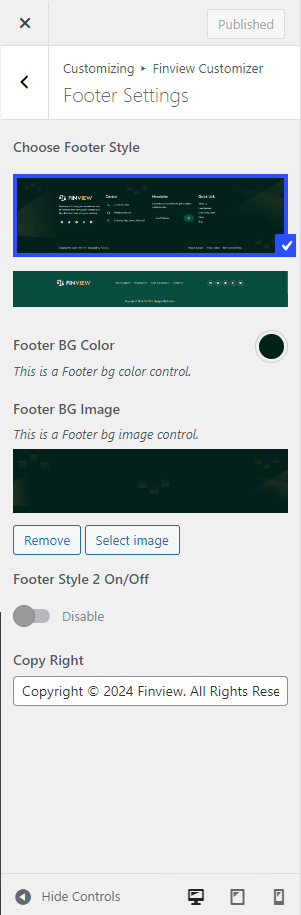 Published
Customizing ▸ Finview Customizer
Footer Settings
Choose Footer Style
FINVIEW
Contact
Newsletter
Quick Link
FINVIEW
Footer BG Color
This is a Footer bg color control.
Footer BG Image
This is a Footer bg image control.
Remove
Select image
Footer Style 2 On/Off
Disable
Copy Right
Copyright © 2024 Finview. All Rights Rese
Hide Controls